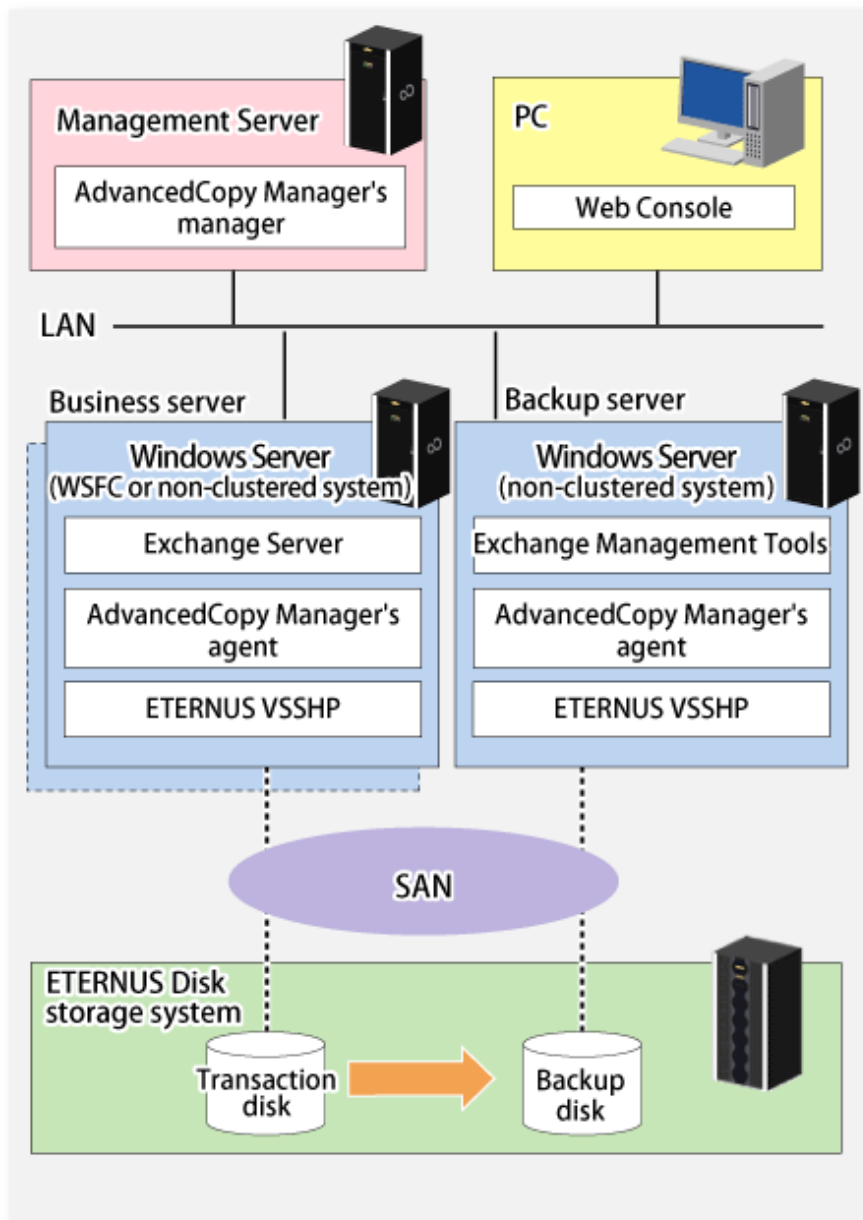 Management Server
AdvancedCopy Manager's
manager
PC
Web Console
LAN
Business server
Windows Server
(WSFC or non-clustered system)
Exchange Server
AdvancedCopy Manager's
agent
ETERNUS VSSHP
Backup server
Windows Server
(non-clustered system)
Exchange Management Tools
AdvancedCopy Manager's
agent
ETERNUS VSSHP
SAN
ETERNUS Disk
storage system
Transaction
disk
Backup
disk